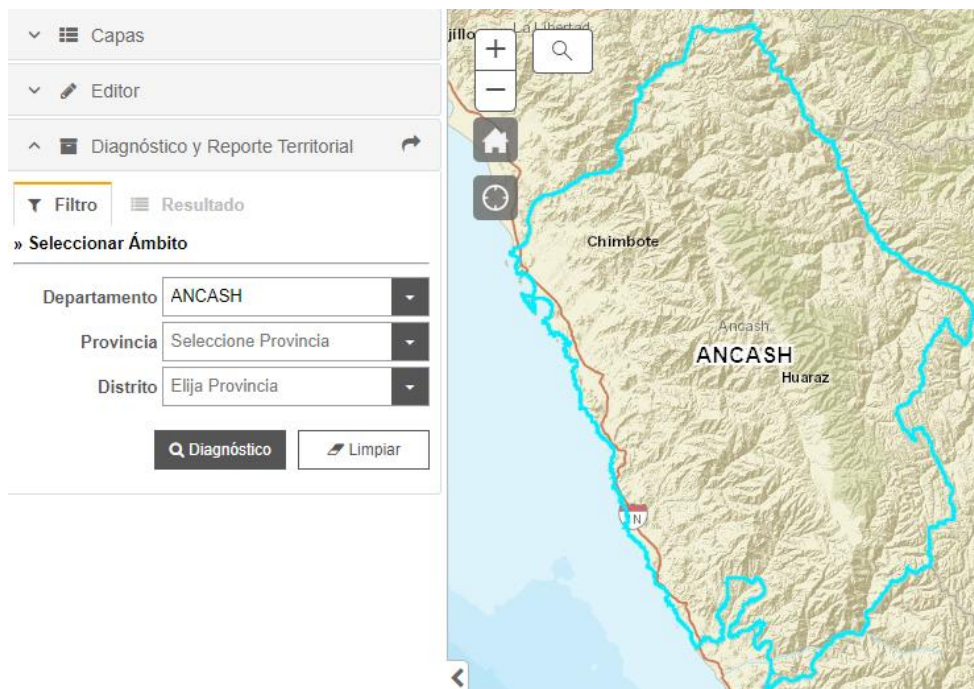 Capas
Editor
Diagnóstico y Reporte Territorial
Filtro
Resultado
» Seleccionar Ámbito
Departamento ANCASH
Provincia Seleccione Provincia
Distrito Elija Provincia
Diagnóstico
Limpiar
jillo
La Libertad
+
−
Chimbote
Ancash
ANCASH
Huaraz
N